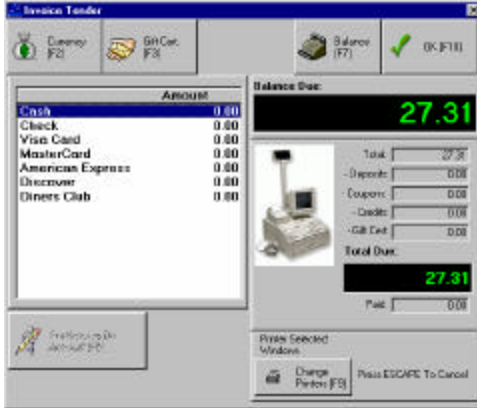 Invoice Tender
Currency [F2]
Gift Cert. [F3]
Balance [F7]
OK [F10]
Amount
Cash 0.00
Check 0.00
Visa Card 0.00
MasterCard 0.00
American Express 0.00
Discover 0.00
Diners Club 0.00
Balance Due:
27.31
Total: 27.31
- Deposits: 0.00
- Coupons: 0.00
- Credits: 0.00
- Gift Cert: 0.00
Total Due:
27.31
Paid: 0.00
Printer Selected:
Windows
Change Printers [F9]
Press ESCAPE To Cancel